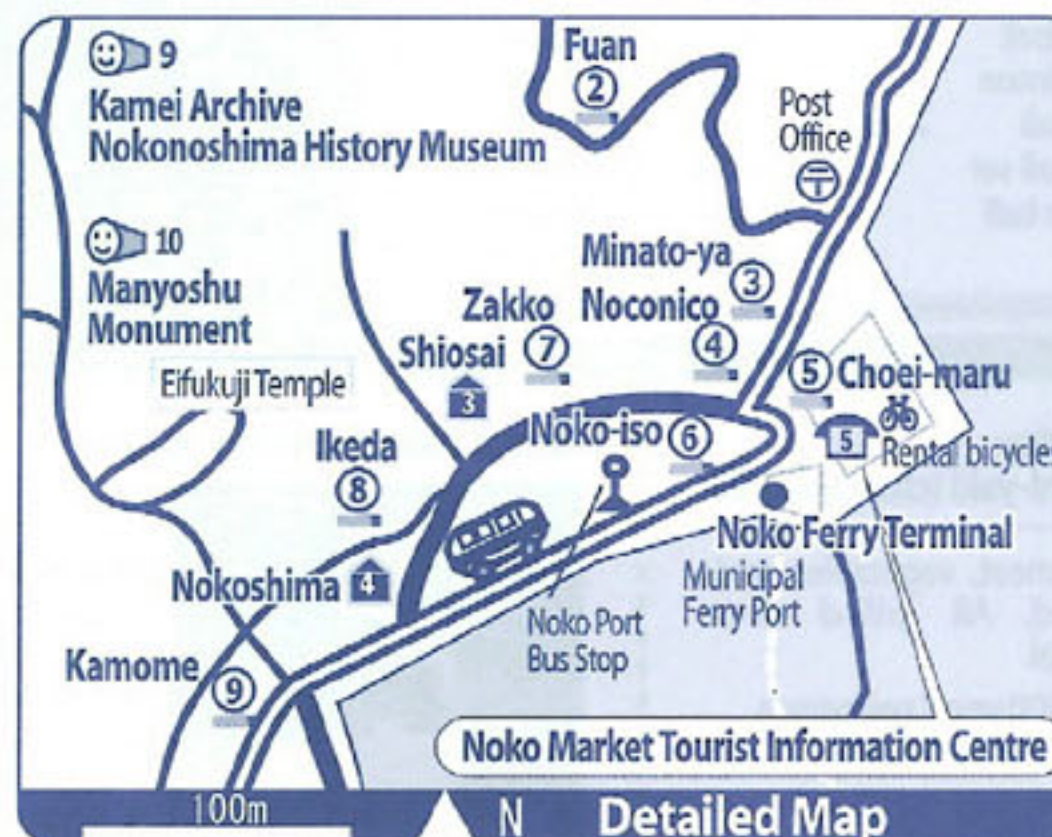 9
Kamei Archive
Nokonoshima History Museum
10
Manyoshu
Monument
Eifukuji Temple
Fuan
2
Post
Office
〒
Minato-ya
3
Noconico
4
Zakko
7
Shiosai
3
5 Choei-maru
5
Rental bicycle
Noko-iso 6
Ikeda
8
Noko Ferry Terminal
Municipal
Ferry Port
Nokoshima 4
Noko Port
Bus Stop
Kamome
9
Noko Market Tourist Information Centre
100m
N
Detailed Map